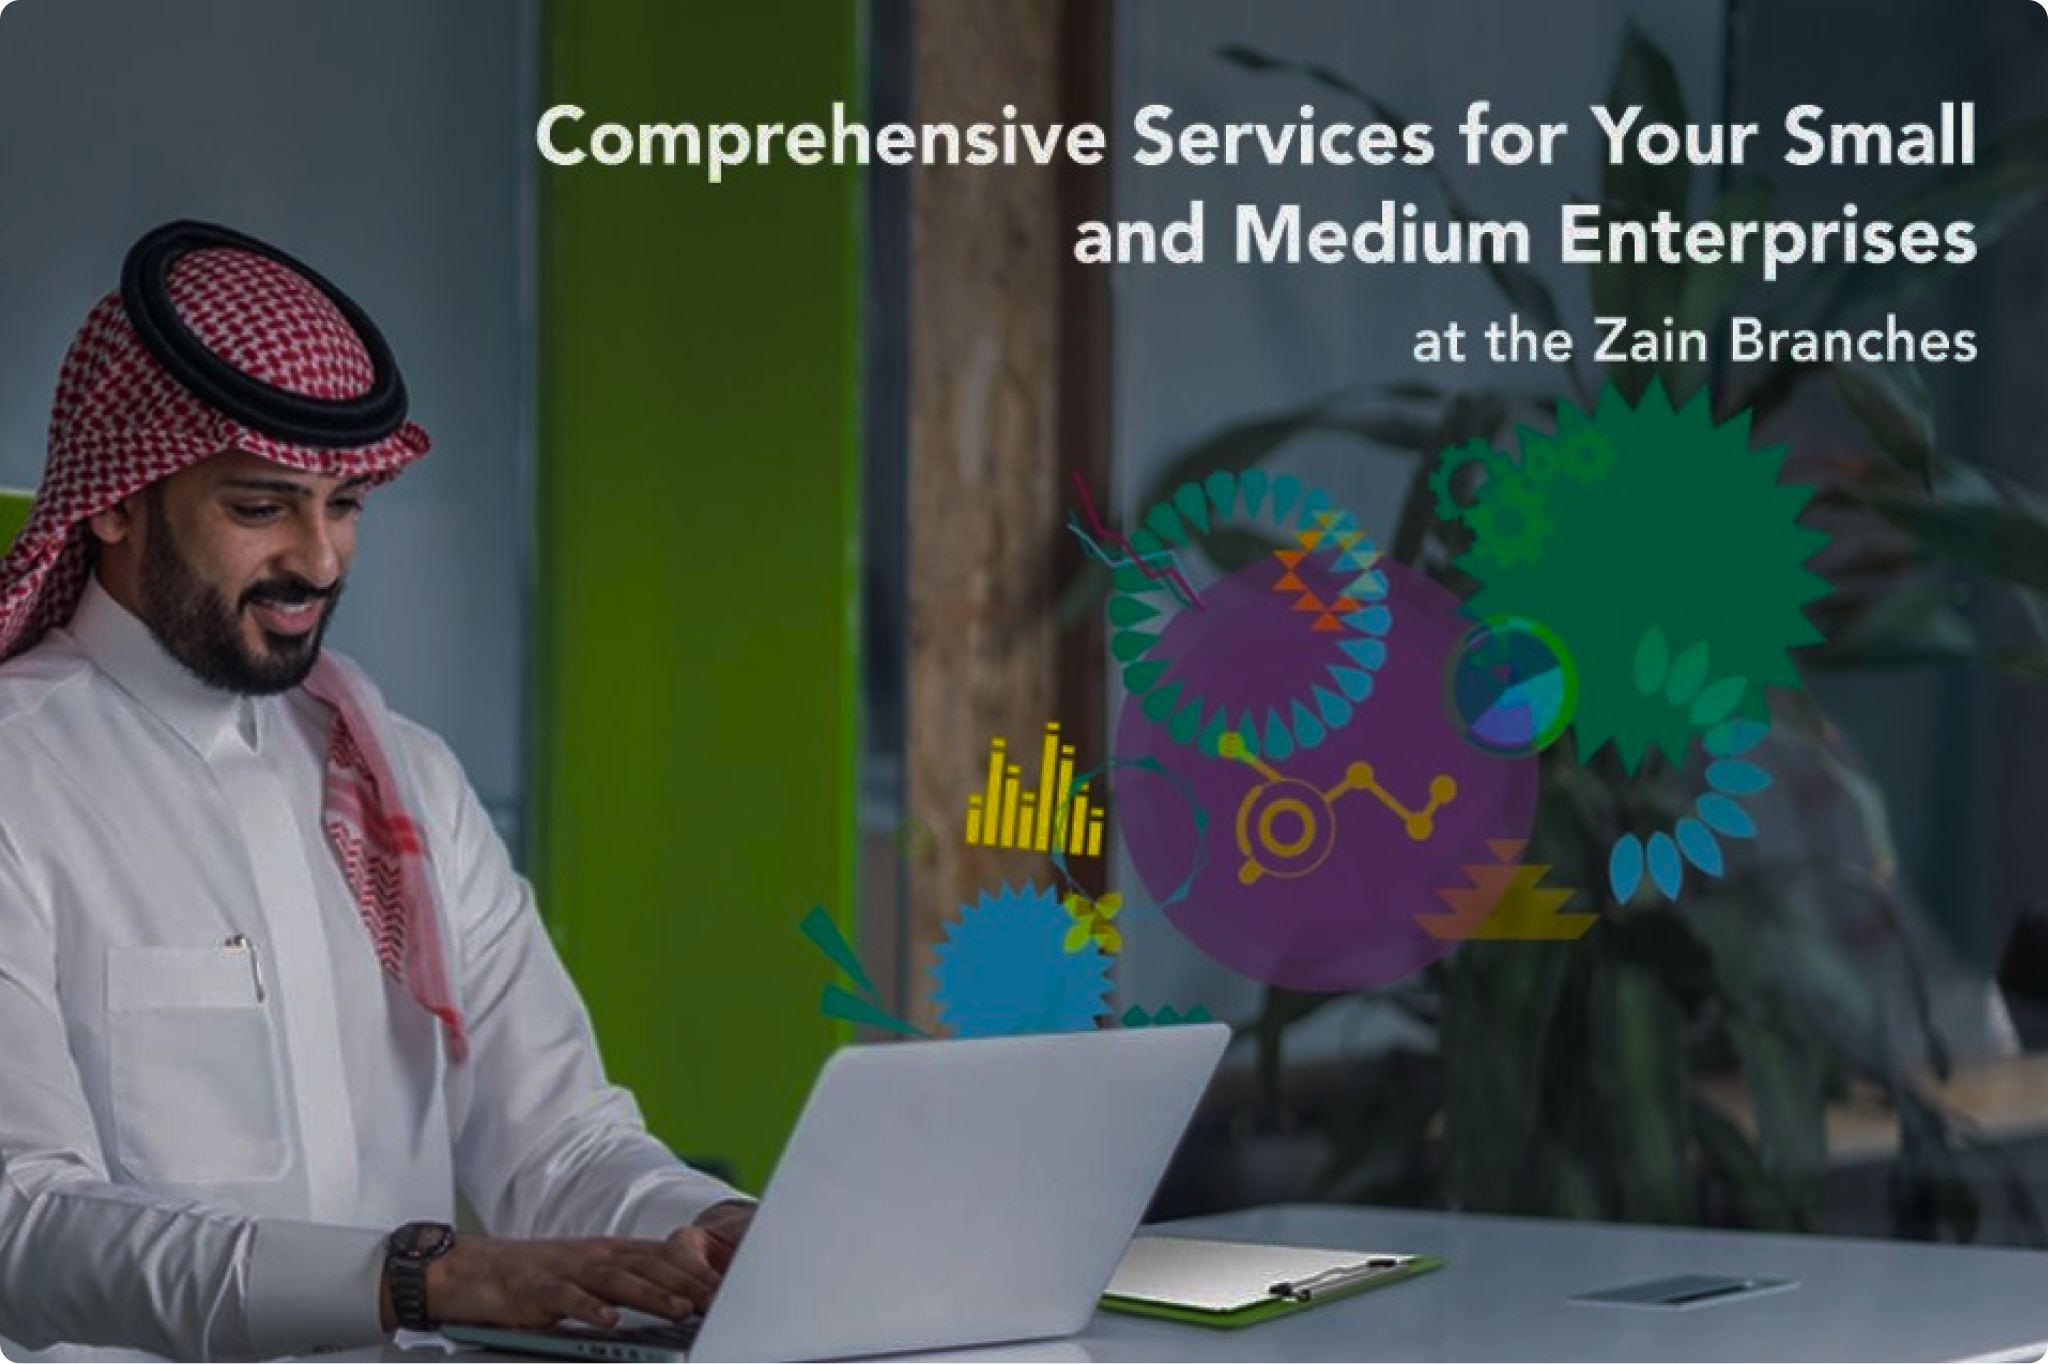 Comprehensive Services for Your Small
and Medium Enterprises
at the Zain Branches